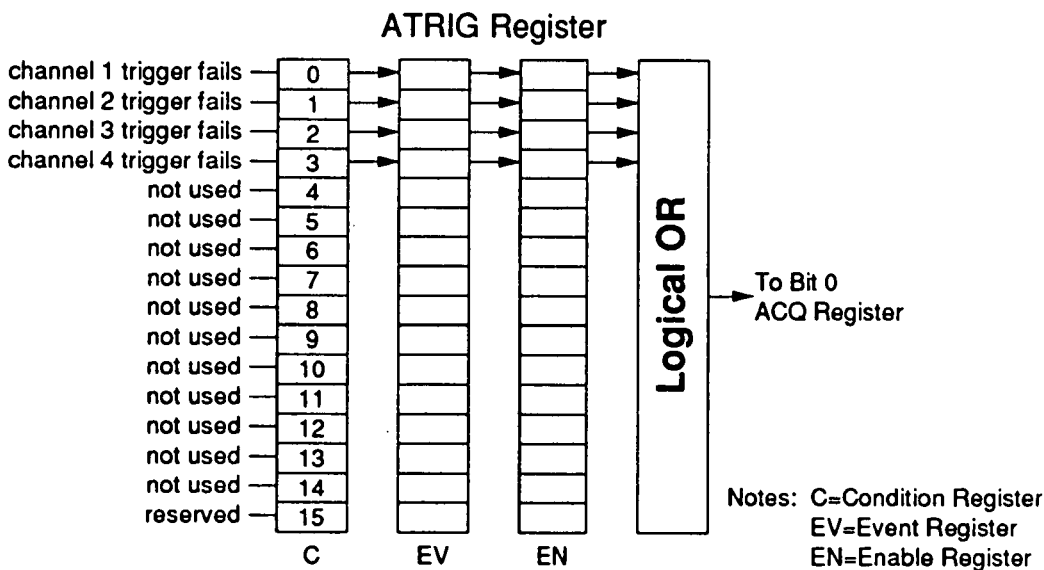 ATRIG Register
channel 1 trigger fails 0
channel 2 trigger fails 1
channel 3 trigger fails 2
channel 4 trigger fails 3
not used 4
not used 5
not used 6
not used 7
not used 8
not used 9
not used 10
not used 11
not used 12
not used 13
not used 14
reserved 15
C EV EN
Logical OR
To Bit 0
ACQ Register
Notes: C=Condition Register
EV=Event Register
EN=Enable Register